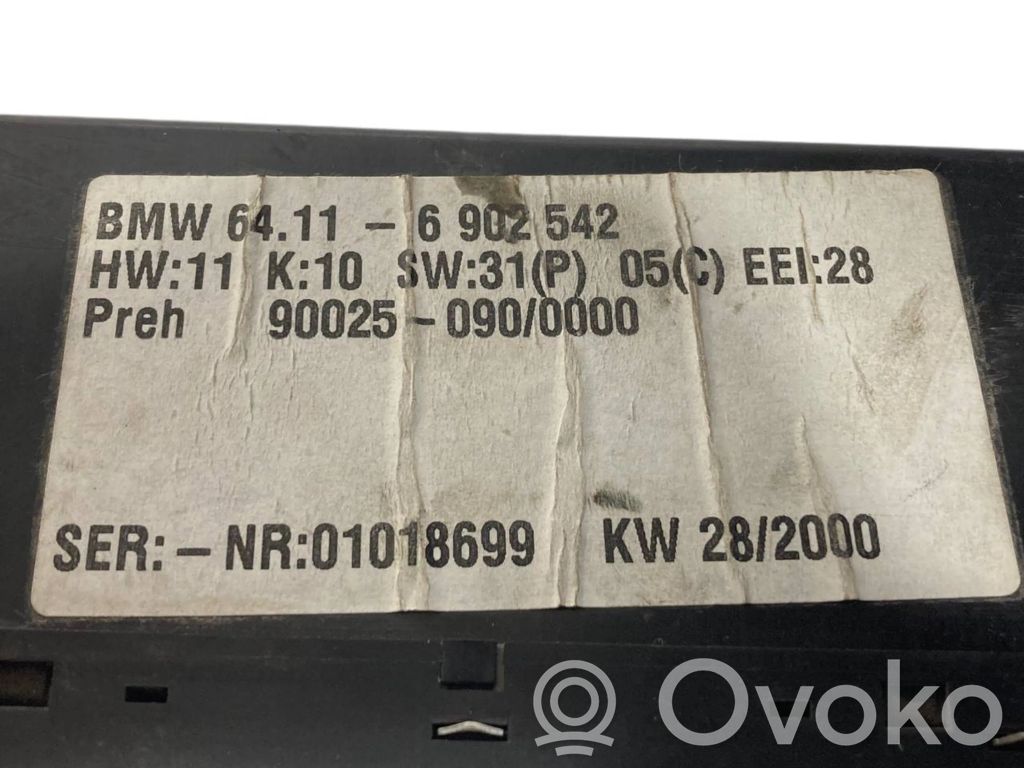 BMW 64.11 - 6 902 542
HW:11 K:10 SW:31(P) 05(C) EEI:28
Preh 90025-090/0000
SER:-NR:01018699 KW 28/2000
Ovoko